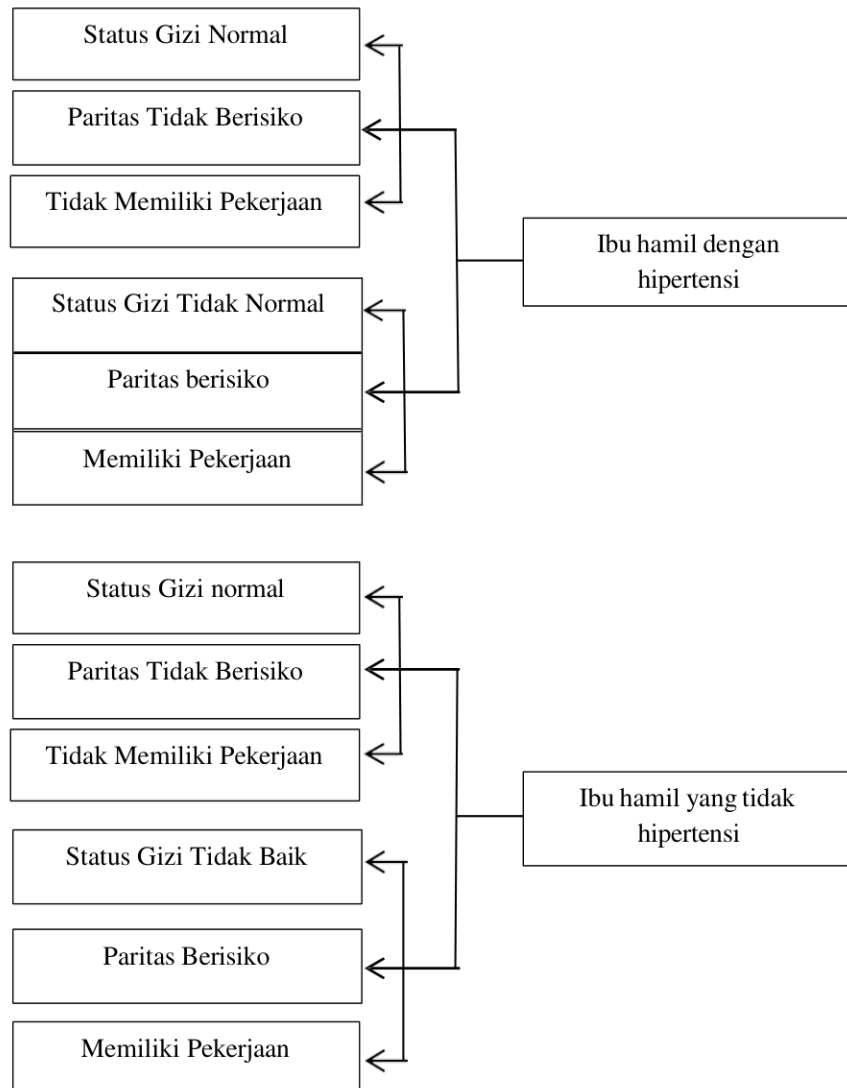 Status Gizi Normal
Paritas Tidak Berisiko
Tidak Memiliki Pekerjaan
Ibu hamil dengan
hipertensi
Status Gizi Tidak Normal
Paritas berisiko
Memiliki Pekerjaan
Status Gizi normal
Paritas Tidak Berisiko
Tidak Memiliki Pekerjaan
Ibu hamil yang tidak
hipertensi
Status Gizi Tidak Baik
Paritas Berisiko
Memiliki Pekerjaan